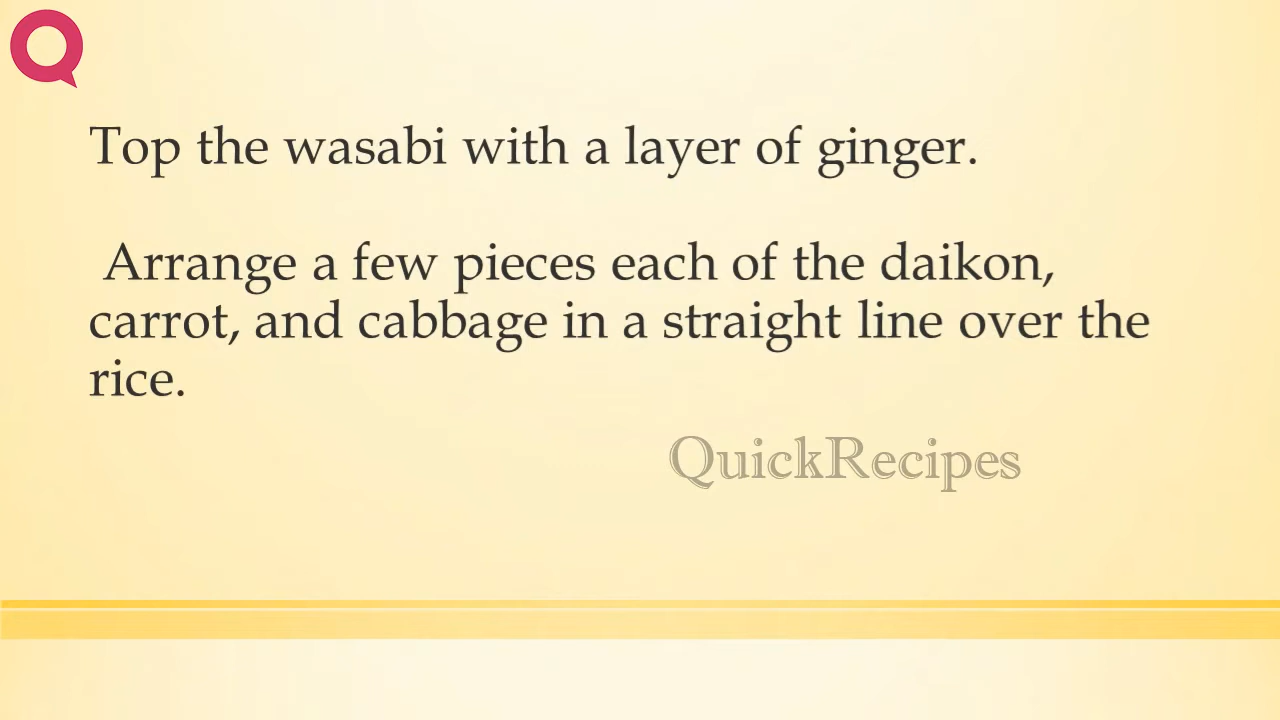 Top the wasabi with a layer of ginger.
Arrange a few pieces each of the daikon,
carrot, and cabbage in a straight line over the
rice.
QuickRecipes